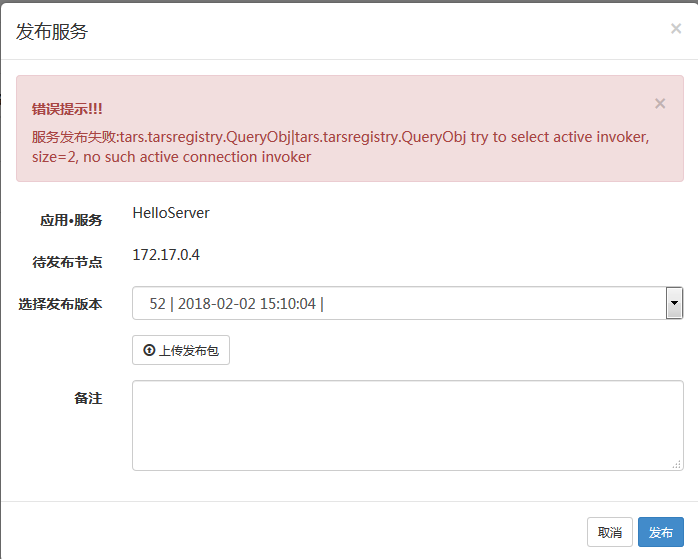 发布服务
×
错误提示!!!
×
服务发布失败:tars.tarsregistry.QueryObj|tars.tarsregistry.QueryObj try to select active invoker,
size=2, no such active connection invoker
应用•服务 HelloServer
待发布节点 172.17.0.4
选择发布版本 52 | 2018-02-02 15:10:04 |
上传发布包
备注
取消 发布